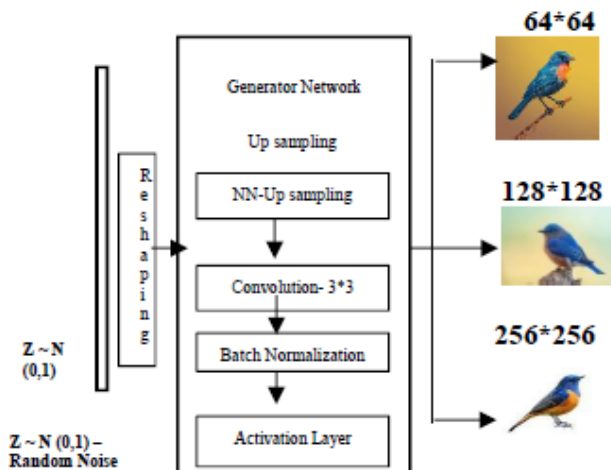 64*64
Generator Network
Up sampling
Reshaping
NN-Up sampling
128*128
Convolution- 3*3
256*256
Z ~ N
(0,1)
Batch Normalization
Z ~ N (0,1) –
Random Noise
Activation Layer